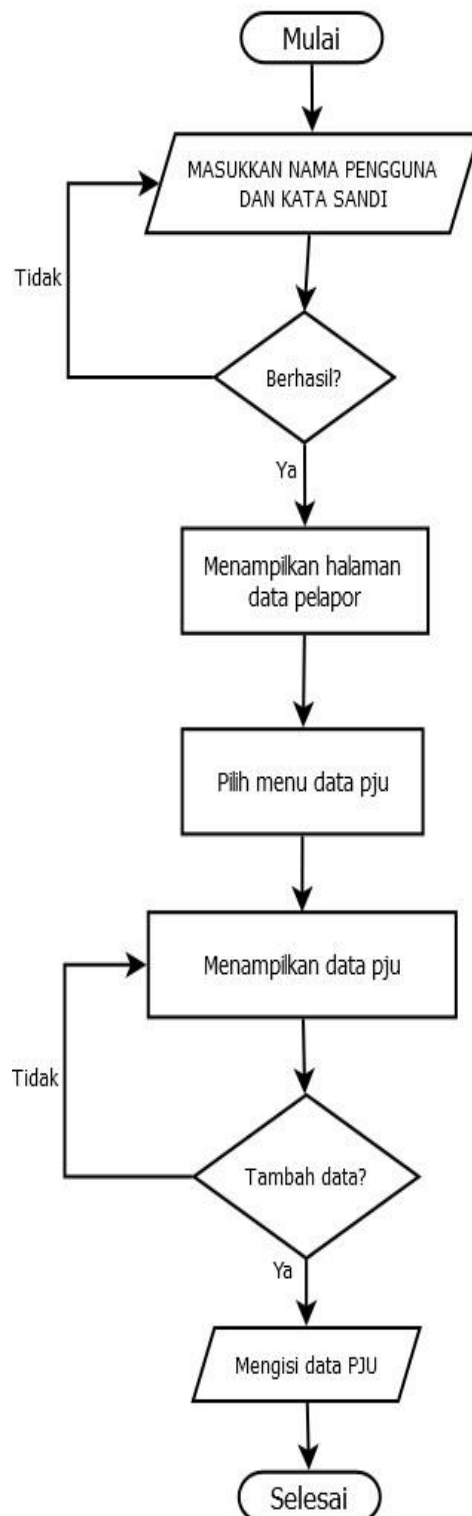 Mulai
MASUKKAN NAMA PENGGUNA
DAN KATA SANDI
Tidak
Berhasil?
Ya
Menampilkan halaman
data pelapor
Pilih menu data pju
Menampilkan data pju
Tidak
Tambah data?
Ya
Mengisi data PJU
Selesai